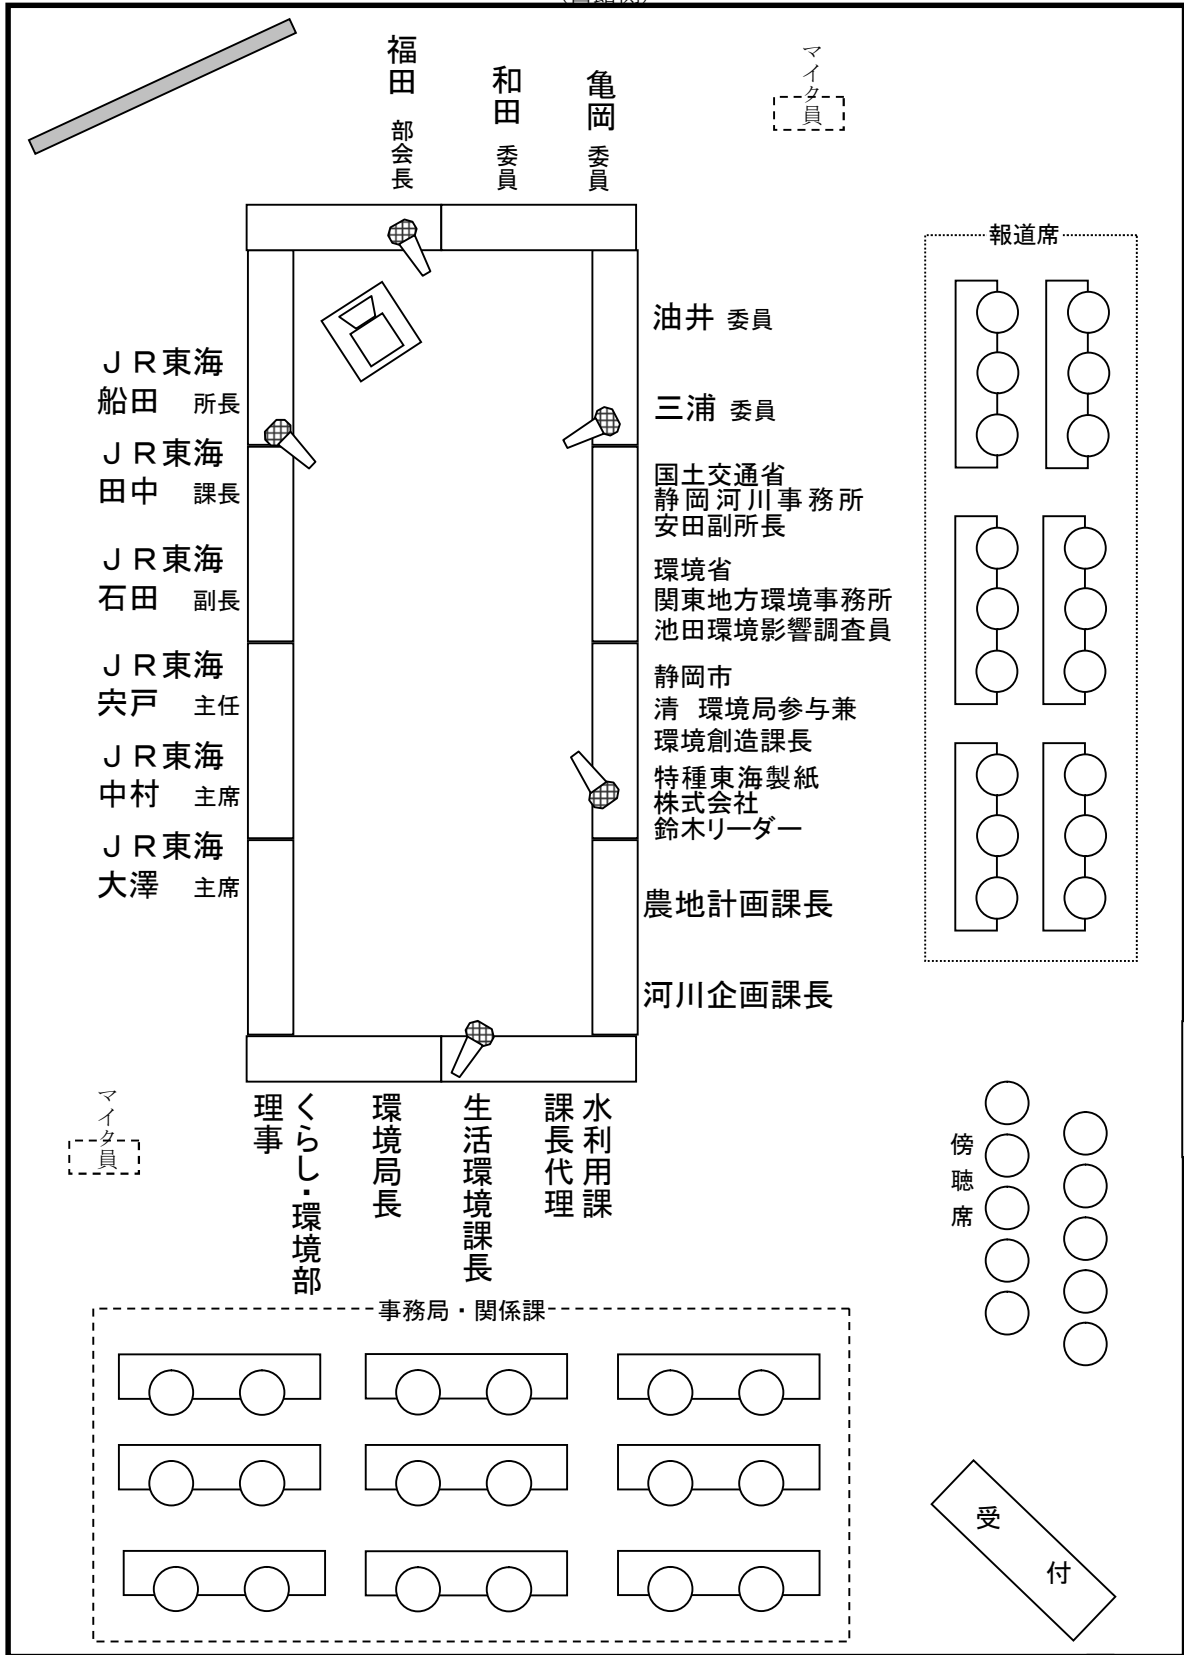 福田 部会長
和田 委員
亀岡 委員
マイク員
報道席
油井 委員
三浦 委員
国土交通省
静岡河川事務所
安田副所長
環境省
関東地方環境事務所
池田環境影響調査員
静岡市
清 環境局参与兼
環境創造課長
特種東海製紙
株式会社
鈴木リーダー
農地計画課長
河川企画課長
ＪＲ東海
船田 所長
ＪＲ東海
田中 課長
ＪＲ東海
石田 副長
ＪＲ東海
宍戸 主任
ＪＲ東海
中村 主席
ＪＲ東海
大澤 主席
マイク員
くらし・環境部
理事
環境局長
生活環境課長
水利用課
課長代理
傍聴席
事務局・関係課
受付